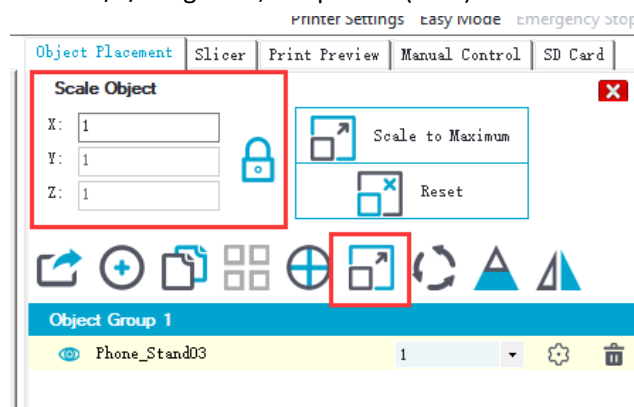 Printer Settings Easy Mode Emergency Stop
Object Placement Slicer Print Preview Manual Control SD Card
Scale Object
X: 1
Y: 1
Z: 1
Scale to Maximum
Reset
Object Group 1
Phone_Stand03 1